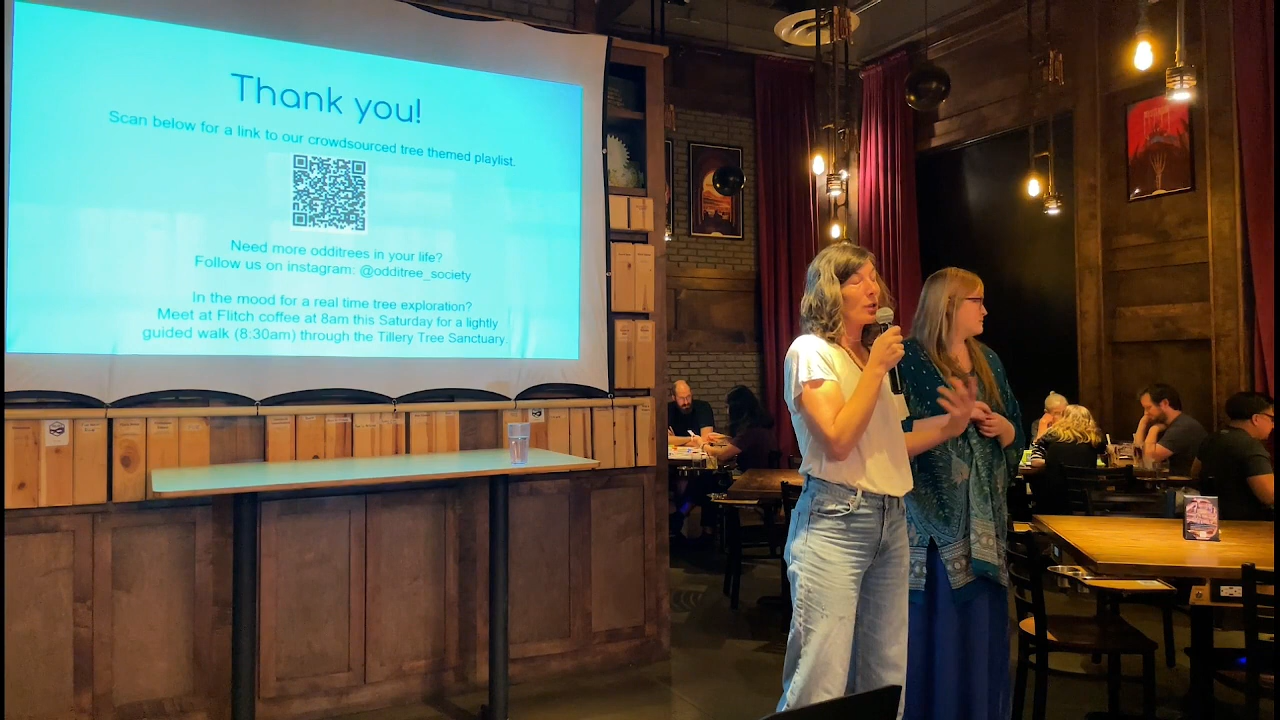 Thank you!
Scan below for a link to our crowdsourced tree themed playlist.
Need more odditrees in your life?
Follow us on instagram: @odditree_society
In the mood for a real time tree exploration?
Meet at Flitch coffee at 8am this Saturday for a lightly
guided walk (8:30am) through the Tillery Tree Sanctuary.